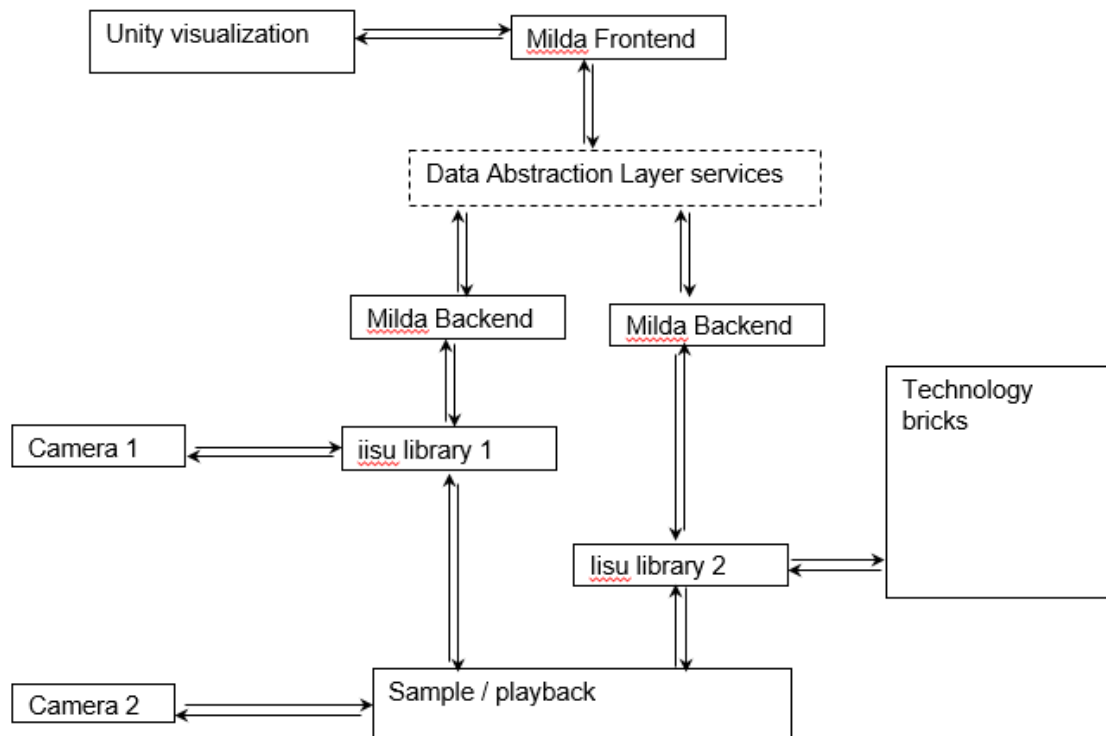 Unity visualization
Milda Frontend
Data Abstraction Layer services
Milda Backend
Milda Backend
Technology
bricks
Camera 1
iisu library 1
Iisu library 2
Sample / playback
Camera 2